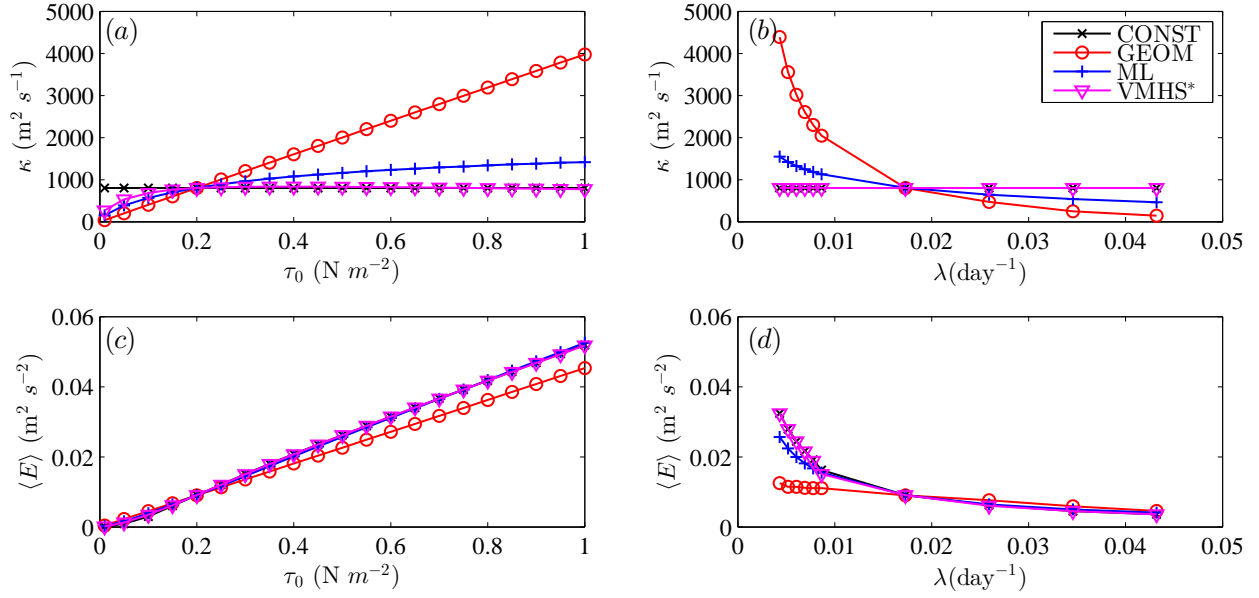 (a)
κ (m² s⁻¹)
5000
4000
3000
2000
1000
0
0 0.2 0.4 0.6 0.8 1
τ₀ (N m⁻²)
(b)
CONST
GEOM
ML
VMHS*
κ (m² s⁻¹)
5000
4000
3000
2000
1000
0
0 0.01 0.02 0.03 0.04 0.05
λ(day⁻¹)
(c)
⟨E⟩ (m² s⁻²)
0.06
0.04
0.02
0
0 0.2 0.4 0.6 0.8 1
τ₀ (N m⁻²)
(d)
⟨E⟩ (m² s⁻²)
0.06
0.04
0.02
0
0 0.01 0.02 0.03 0.04 0.05
λ(day⁻¹)